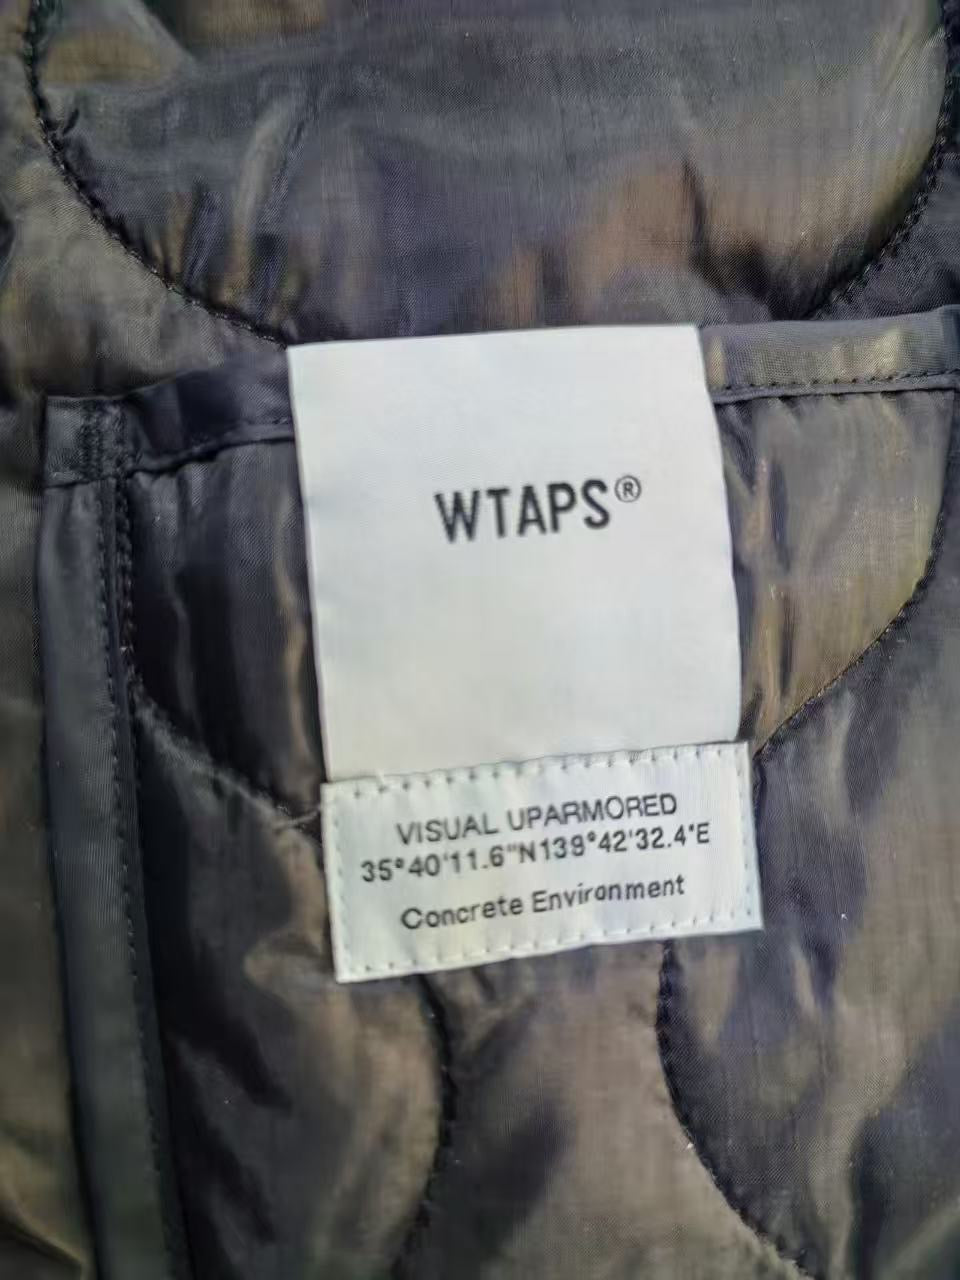 WTAPS®
VISUAL UPARMORED
35°40'11.6"N139°42'32.4"E
Concrete Environment